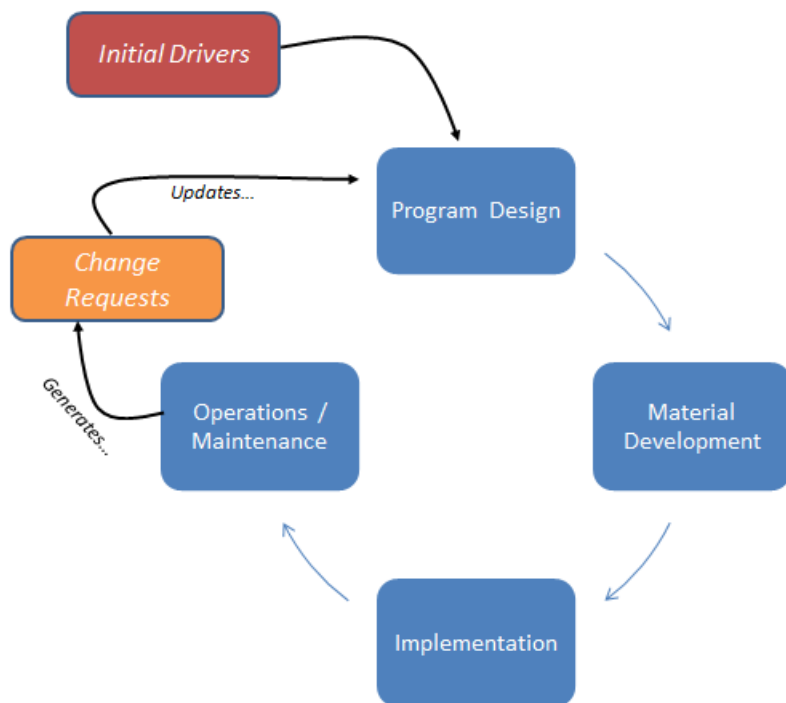 Initial Drivers
Updates...
Program Design
Change
Requests
Generates...
Operations /
Maintenance
Material
Development
Implementation